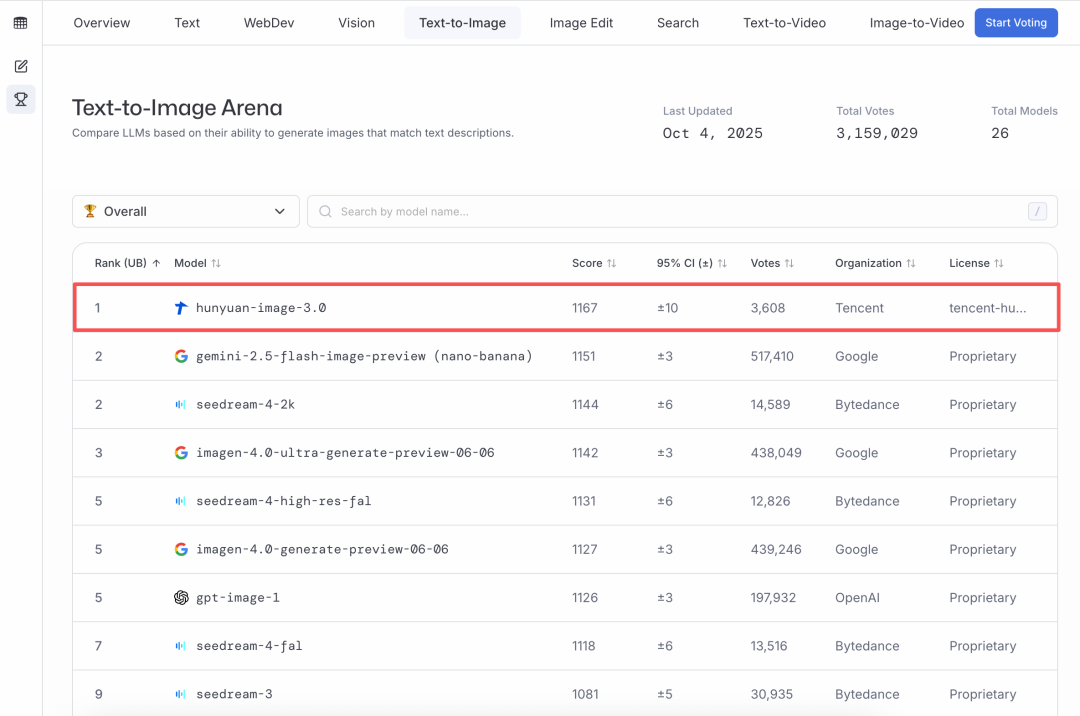 Overview Text WebDev Vision Text-to-Image Image Edit Search Text-to-Video Image-to-Video Start Voting
Text-to-Image Arena
Compare LLMs based on their ability to generate images that match text descriptions.
Last Updated Total Votes Total Models
Oct 4, 2025 3,159,029 26
Overall Search by model name... /
Rank (UB) Model Score 95% CI (±) Votes Organization License
1 hunyuan-image-3.0 1167 ±10 3,608 Tencent tencent-hu...
2 gemini-2.5-flash-image-preview (nano-banana) 1151 ±3 517,410 Google Proprietary
2 seedream-4-2k 1144 ±6 14,589 Bytedance Proprietary
3 imagen-4.0-ultra-generate-preview-06-06 1142 ±3 438,049 Google Proprietary
5 seedream-4-high-res-fal 1131 ±6 12,826 Bytedance Proprietary
5 imagen-4.0-generate-preview-06-06 1127 ±3 439,246 Google Proprietary
5 gpt-image-1 1126 ±3 197,932 OpenAI Proprietary
7 seedream-4-fal 1118 ±6 13,516 Bytedance Proprietary
9 seedream-3 1081 ±5 30,935 Bytedance Proprietary